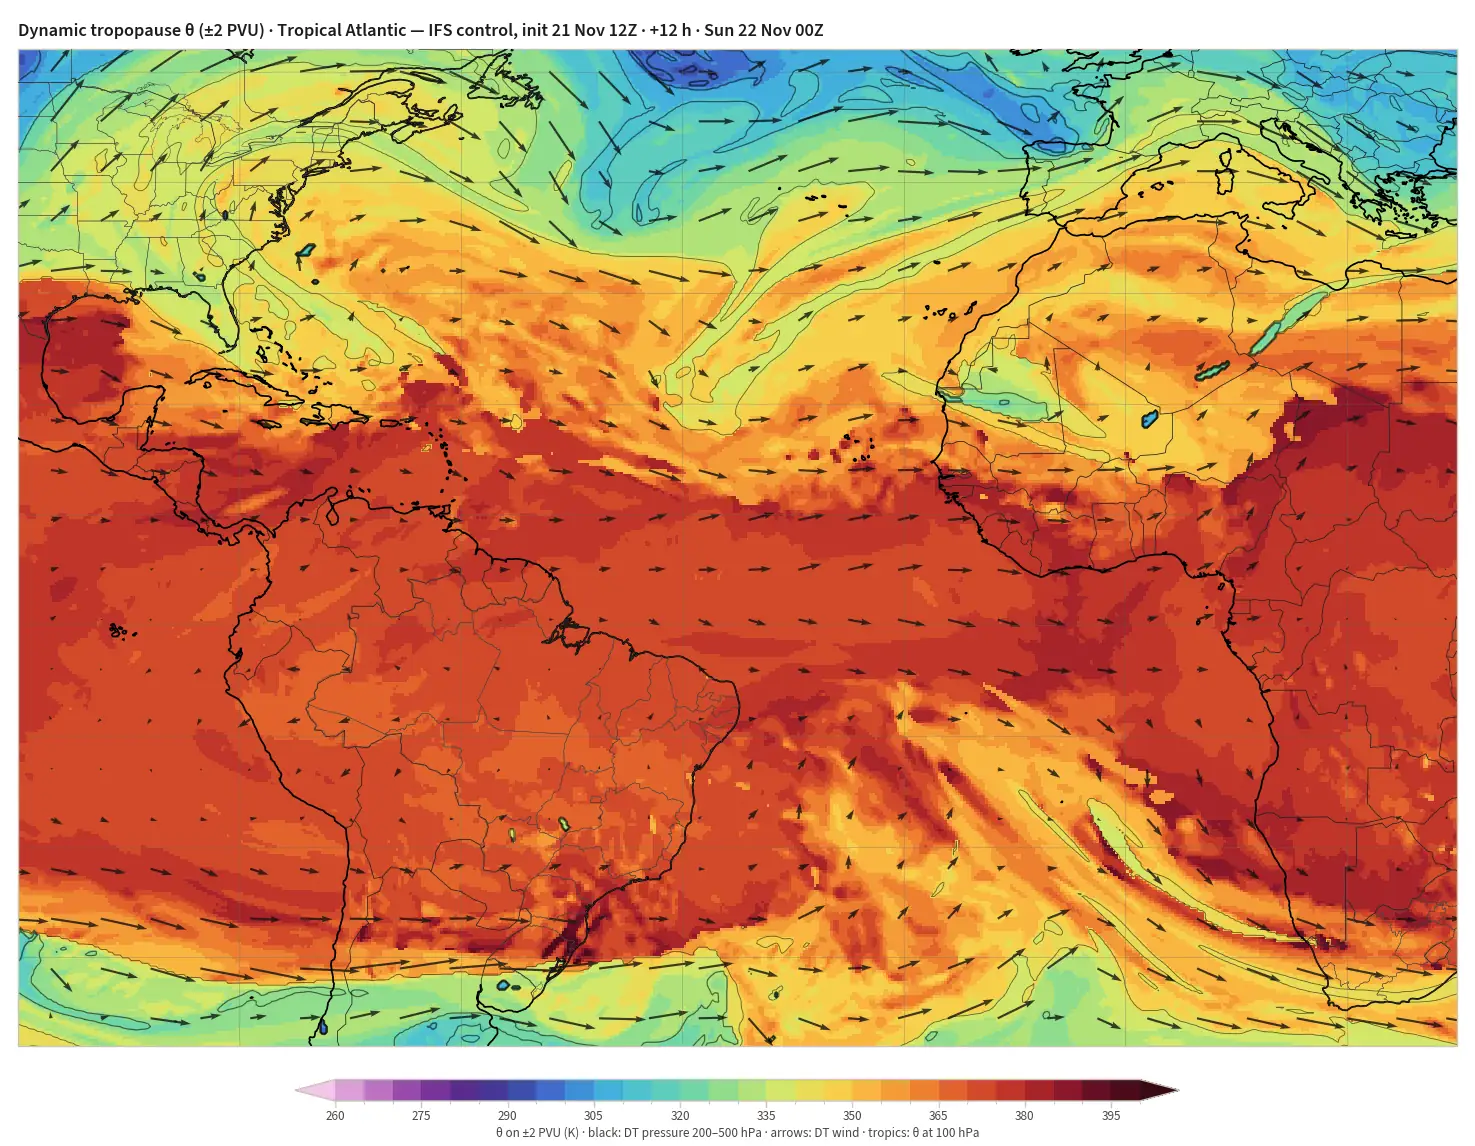 Dynamic tropopause θ (±2 PVU) · Tropical Atlantic — IFS control, init 21 Nov 12Z · +12 h · Sun 22 Nov 00Z
260 275 290 305 320 335 350 365 380 395
θ on ±2 PVU (K) · black: DT pressure 200–500 hPa · arrows: DT wind · tropics: θ at 100 hPa